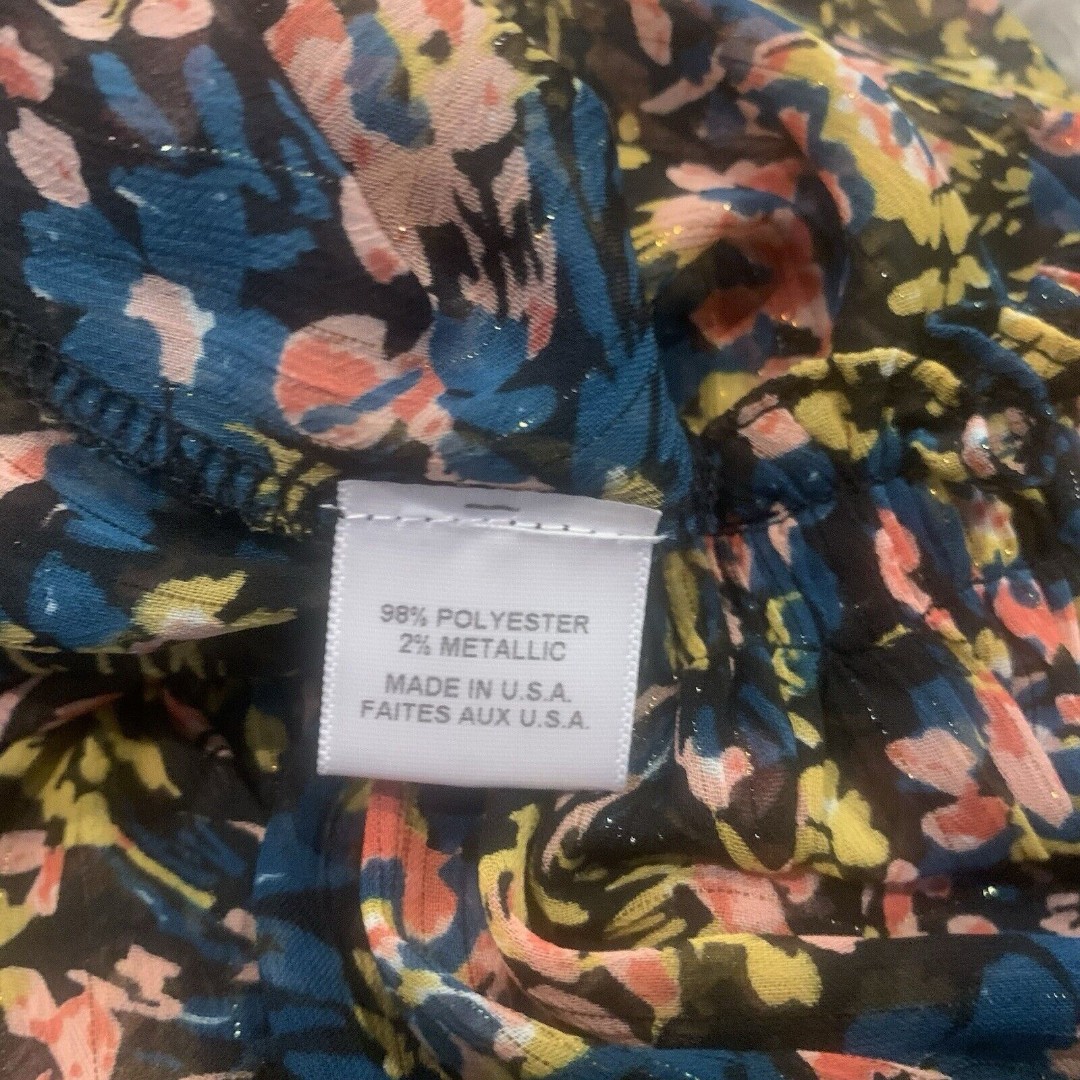 98% POLYESTER
2% METALLIC
MADE IN U.S.A.
FAITES AUX U.S.A.